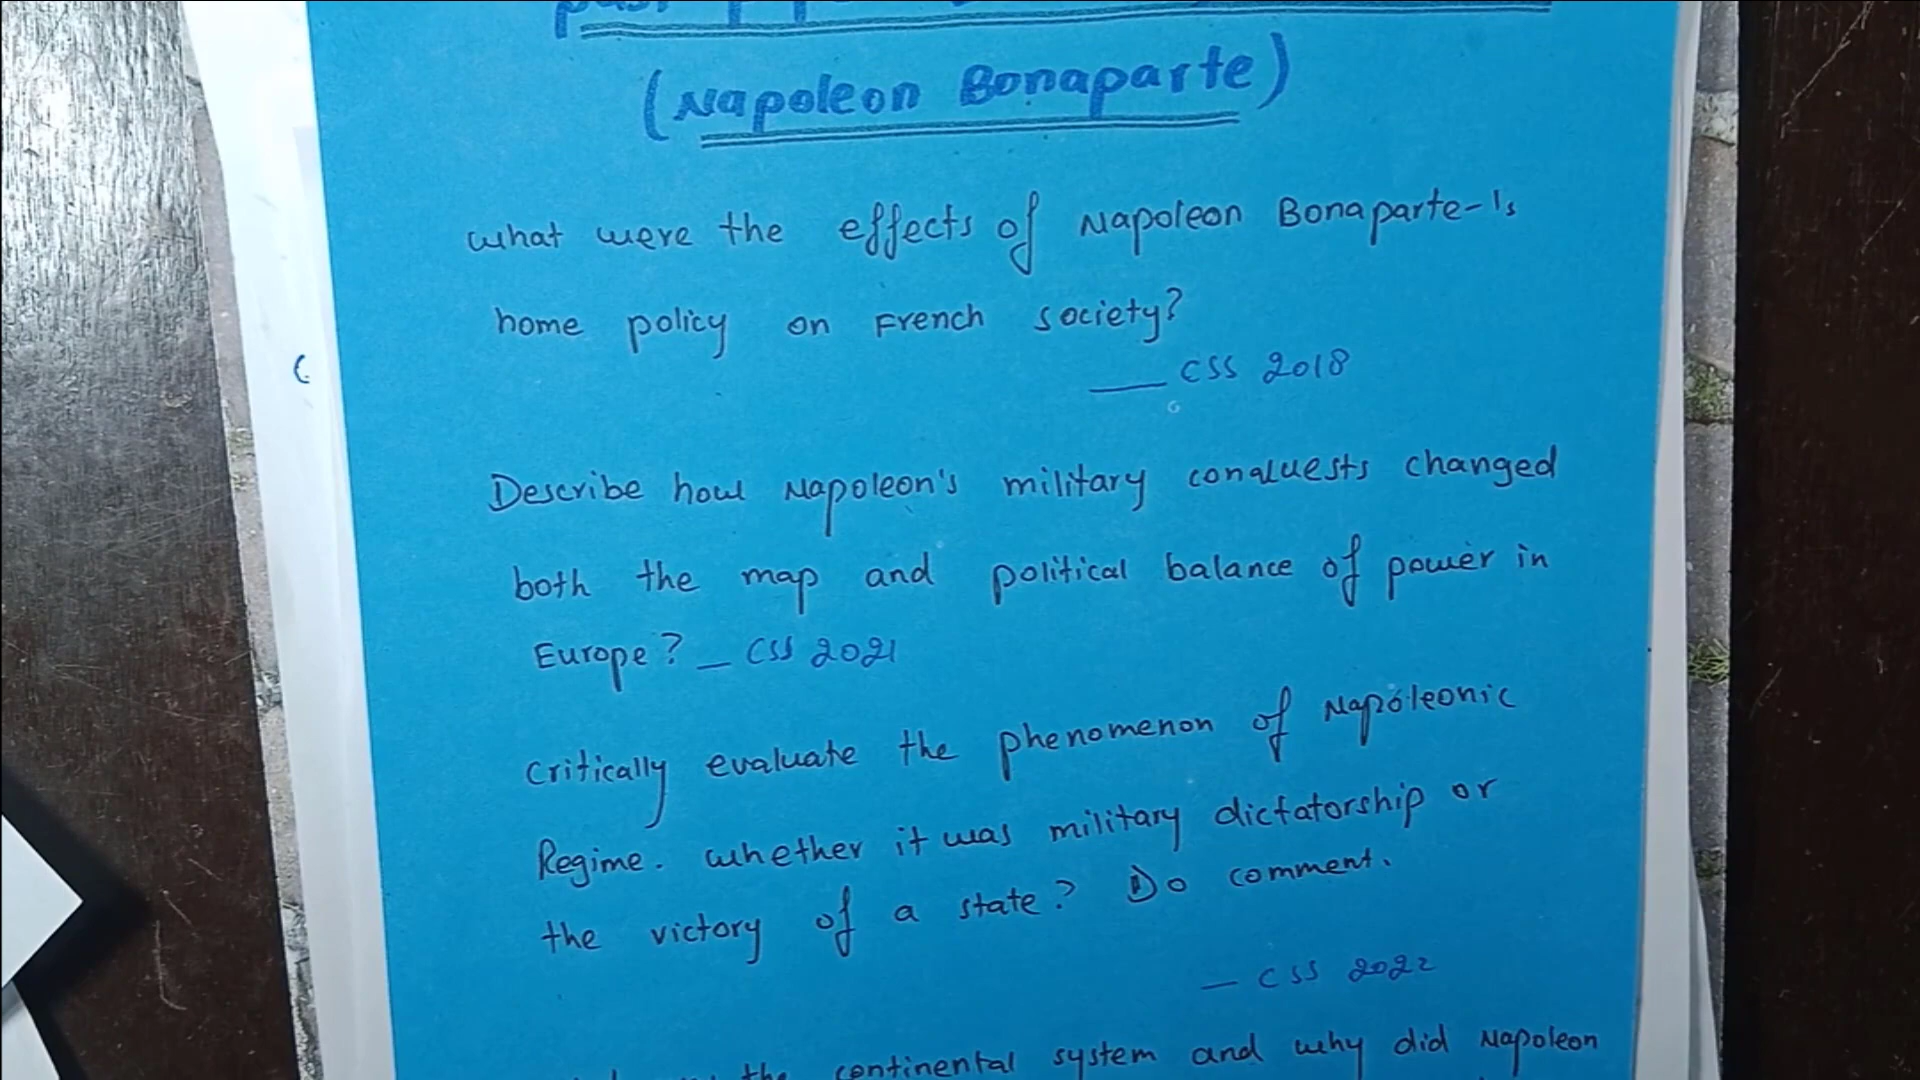 (Napoleon Bonaparte)
what were the effects of Napoleon Bonaparte-'s
home policy on French society?
— CSS 2018
Describe how Napoleon's military conquests changed
both the map and political balance of power in
Europe? — CSS 2021
critically evaluate the phenomenon of Napoleonic
Regime. whether it was military dictatorship or
the victory of a state? Do comment.
— CSS 2022
the continental system and why did Napoleon